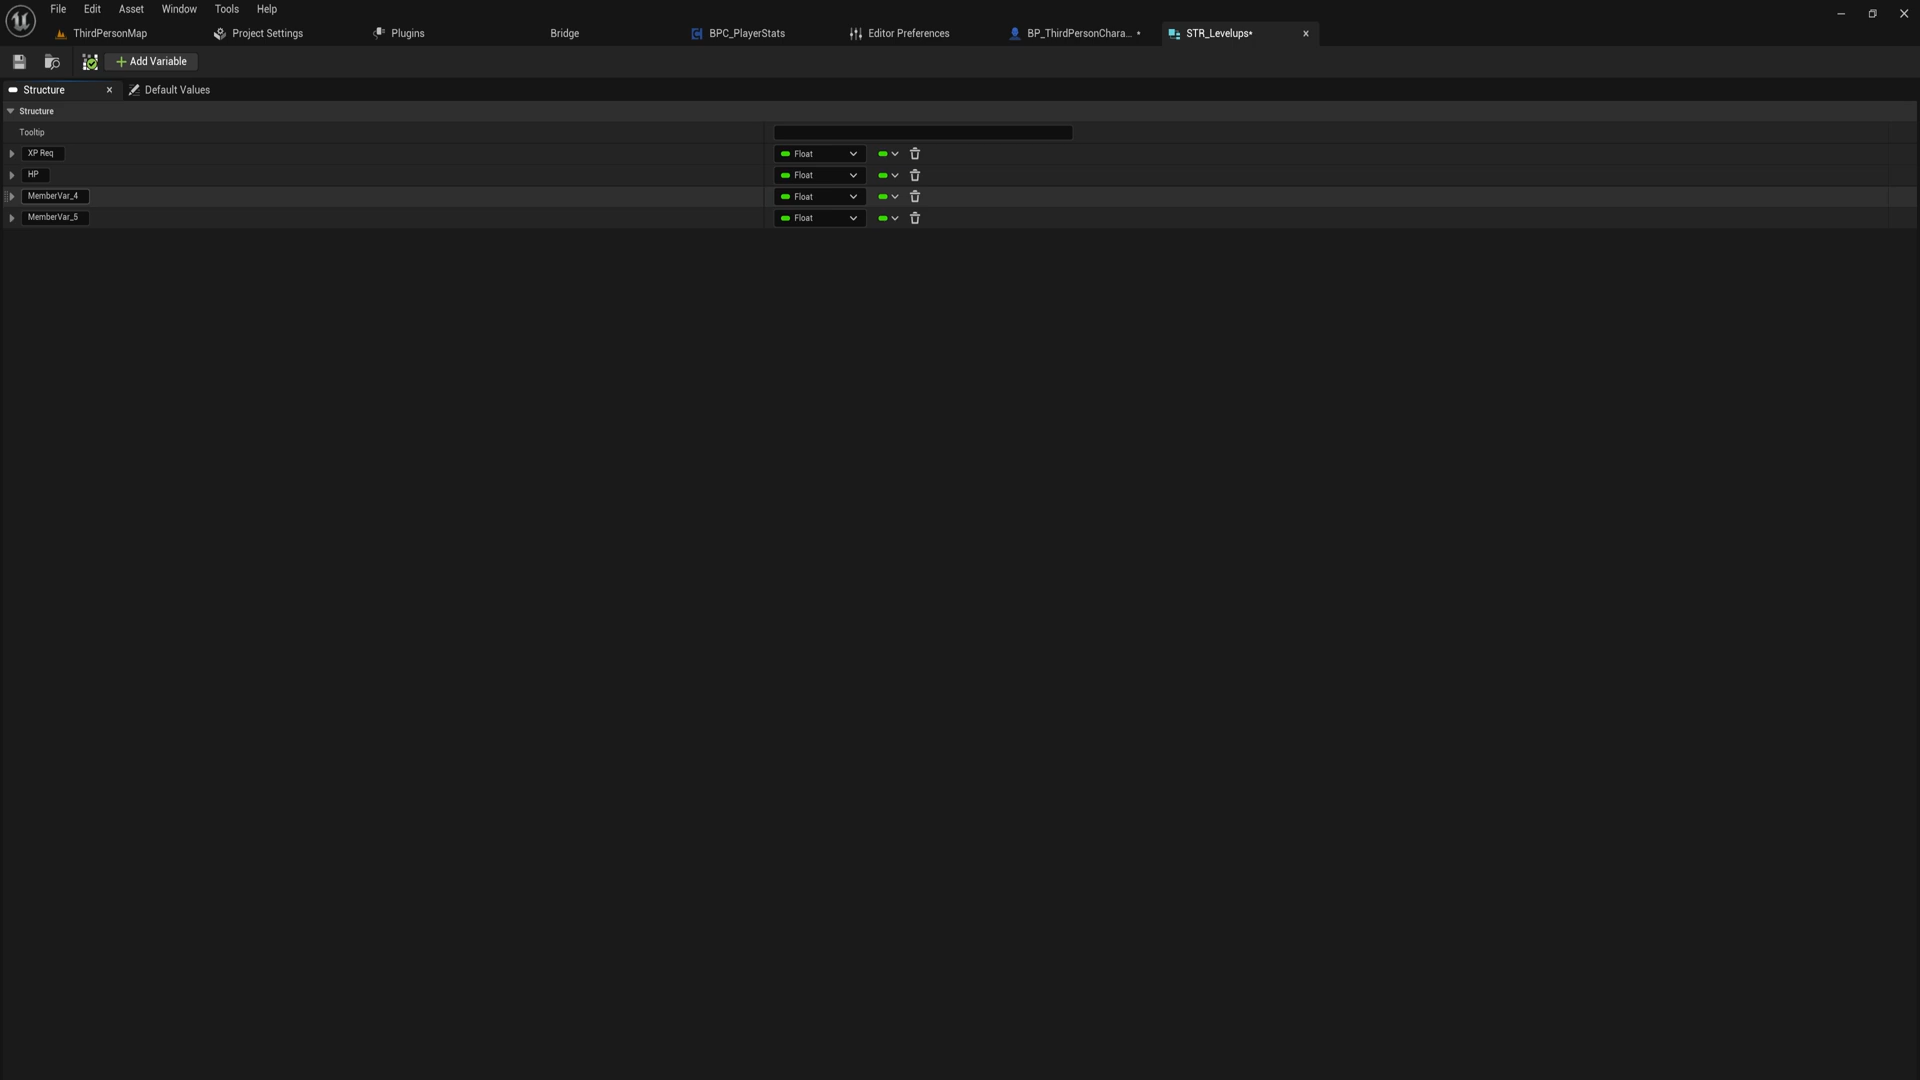 File Edit Asset Window Tools Help
ThirdPersonMap Project Settings Plugins Bridge BPC_PlayerStats Editor Preferences BP_ThirdPersonChara... • STR_Levelups•
Add Variable
Structure Default Values
Structure
Tooltip
XP Req Float
HP Float
MemberVar_4 Float
MemberVar_5 Float